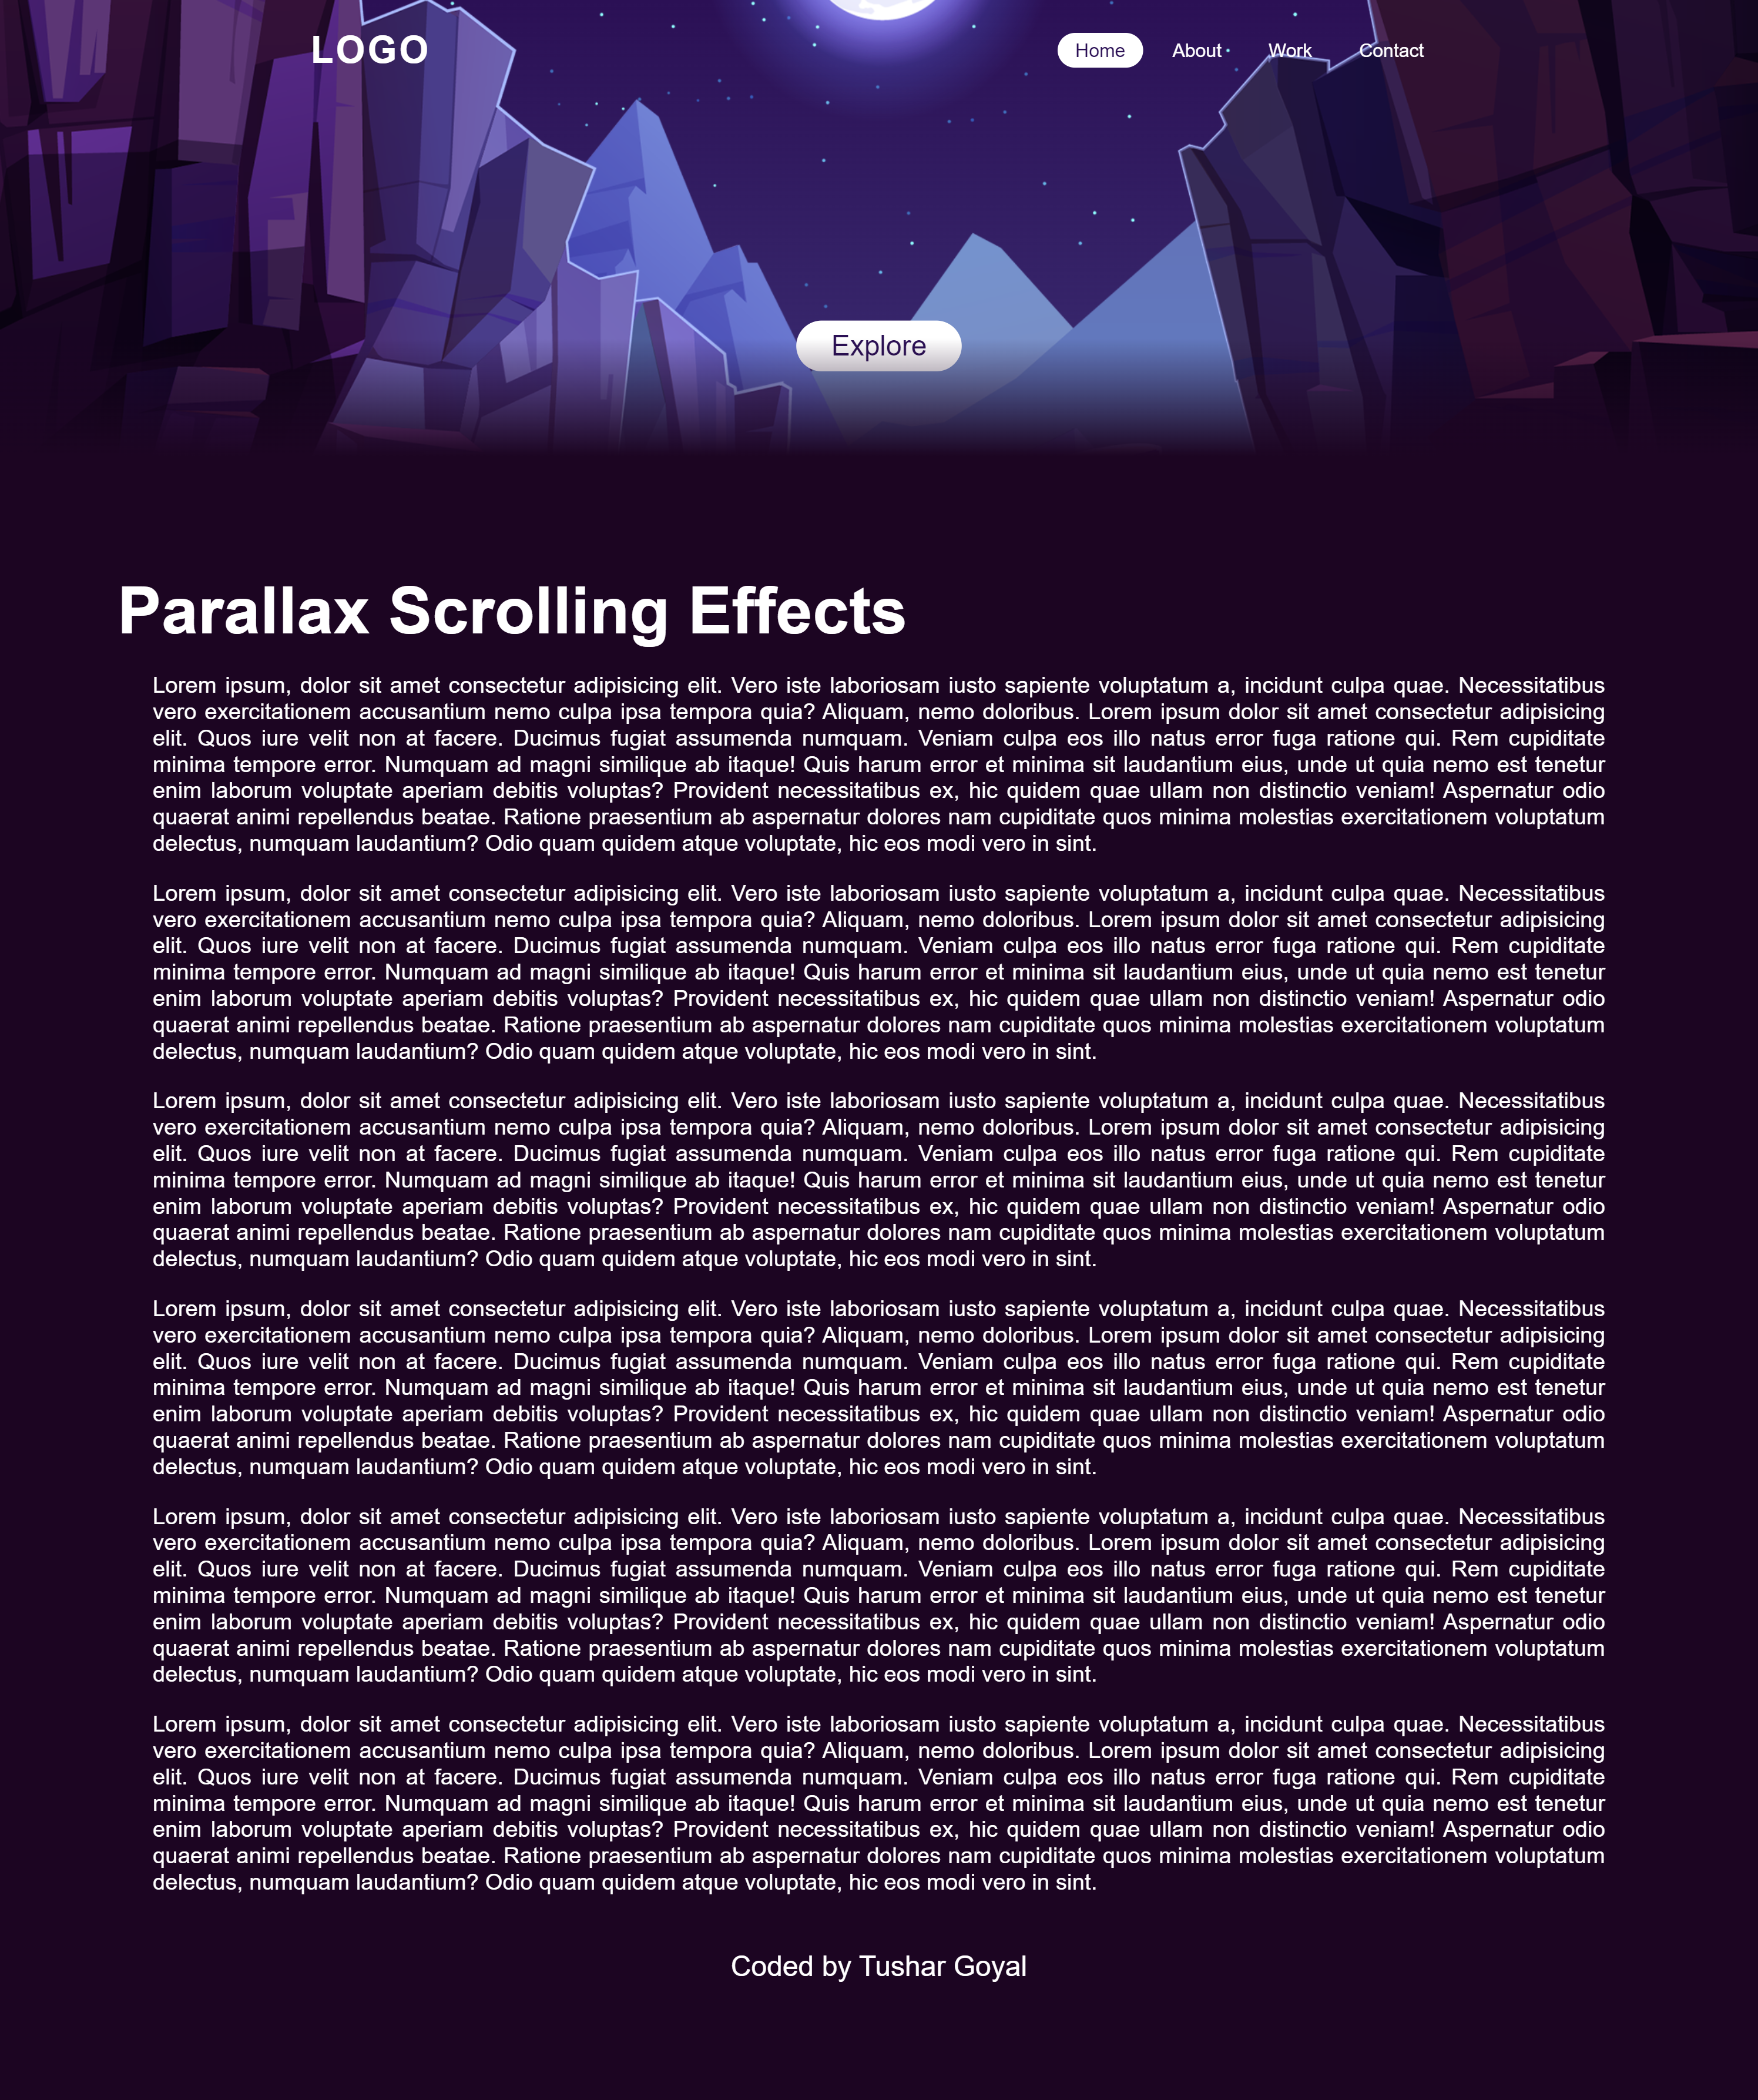 LOGO
Home
About
Work
Contact
Explore
Parallax Scrolling Effects
Lorem ipsum, dolor sit amet consectetur adipisicing elit. Vero iste laboriosam iusto sapiente voluptatum a, incidunt culpa quae. Necessitatibus
vero exercitationem accusantium nemo culpa ipsa tempora quia? Aliquam, nemo doloribus. Lorem ipsum dolor sit amet consectetur adipisicing
elit. Quos iure velit non at facere. Ducimus fugiat assumenda numquam. Veniam culpa eos illo natus error fuga ratione qui. Rem cupiditate
minima tempore error. Numquam ad magni similique ab itaque! Quis harum error et minima sit laudantium eius, unde ut quia nemo est tenetur
enim laborum voluptate aperiam debitis voluptas? Provident necessitatibus ex, hic quidem quae ullam non distinctio veniam! Aspernatur odio
quaerat animi repellendus beatae. Ratione praesentium ab aspernatur dolores nam cupiditate quos minima molestias exercitationem voluptatum
delectus, numquam laudantium? Odio quam quidem atque voluptate, hic eos modi vero in sint.
Lorem ipsum, dolor sit amet consectetur adipisicing elit. Vero iste laboriosam iusto sapiente voluptatum a, incidunt culpa quae. Necessitatibus
vero exercitationem accusantium nemo culpa ipsa tempora quia? Aliquam, nemo doloribus. Lorem ipsum dolor sit amet consectetur adipisicing
elit. Quos iure velit non at facere. Ducimus fugiat assumenda numquam. Veniam culpa eos illo natus error fuga ratione qui. Rem cupiditate
minima tempore error. Numquam ad magni similique ab itaque! Quis harum error et minima sit laudantium eius, unde ut quia nemo est tenetur
enim laborum voluptate aperiam debitis voluptas? Provident necessitatibus ex, hic quidem quae ullam non distinctio veniam! Aspernatur odio
quaerat animi repellendus beatae. Ratione praesentium ab aspernatur dolores nam cupiditate quos minima molestias exercitationem voluptatum
delectus, numquam laudantium? Odio quam quidem atque voluptate, hic eos modi vero in sint.
Lorem ipsum, dolor sit amet consectetur adipisicing elit. Vero iste laboriosam iusto sapiente voluptatum a, incidunt culpa quae. Necessitatibus
vero exercitationem accusantium nemo culpa ipsa tempora quia? Aliquam, nemo doloribus. Lorem ipsum dolor sit amet consectetur adipisicing
elit. Quos iure velit non at facere. Ducimus fugiat assumenda numquam. Veniam culpa eos illo natus error fuga ratione qui. Rem cupiditate
minima tempore error. Numquam ad magni similique ab itaque! Quis harum error et minima sit laudantium eius, unde ut quia nemo est tenetur
enim laborum voluptate aperiam debitis voluptas? Provident necessitatibus ex, hic quidem quae ullam non distinctio veniam! Aspernatur odio
quaerat animi repellendus beatae. Ratione praesentium ab aspernatur dolores nam cupiditate quos minima molestias exercitationem voluptatum
delectus, numquam laudantium? Odio quam quidem atque voluptate, hic eos modi vero in sint.
Lorem ipsum, dolor sit amet consectetur adipisicing elit. Vero iste laboriosam iusto sapiente voluptatum a, incidunt culpa quae. Necessitatibus
vero exercitationem accusantium nemo culpa ipsa tempora quia? Aliquam, nemo doloribus. Lorem ipsum dolor sit amet consectetur adipisicing
elit. Quos iure velit non at facere. Ducimus fugiat assumenda numquam. Veniam culpa eos illo natus error fuga ratione qui. Rem cupiditate
minima tempore error. Numquam ad magni similique ab itaque! Quis harum error et minima sit laudantium eius, unde ut quia nemo est tenetur
enim laborum voluptate aperiam debitis voluptas? Provident necessitatibus ex, hic quidem quae ullam non distinctio veniam! Aspernatur odio
quaerat animi repellendus beatae. Ratione praesentium ab aspernatur dolores nam cupiditate quos minima molestias exercitationem voluptatum
delectus, numquam laudantium? Odio quam quidem atque voluptate, hic eos modi vero in sint.
Lorem ipsum, dolor sit amet consectetur adipisicing elit. Vero iste laboriosam iusto sapiente voluptatum a, incidunt culpa quae. Necessitatibus
vero exercitationem accusantium nemo culpa ipsa tempora quia? Aliquam, nemo doloribus. Lorem ipsum dolor sit amet consectetur adipisicing
elit. Quos iure velit non at facere. Ducimus fugiat assumenda numquam. Veniam culpa eos illo natus error fuga ratione qui. Rem cupiditate
minima tempore error. Numquam ad magni similique ab itaque! Quis harum error et minima sit laudantium eius, unde ut quia nemo est tenetur
enim laborum voluptate aperiam debitis voluptas? Provident necessitatibus ex, hic quidem quae ullam non distinctio veniam! Aspernatur odio
quaerat animi repellendus beatae. Ratione praesentium ab aspernatur dolores nam cupiditate quos minima molestias exercitationem voluptatum
delectus, numquam laudantium? Odio quam quidem atque voluptate, hic eos modi vero in sint.
Lorem ipsum, dolor sit amet consectetur adipisicing elit. Vero iste laboriosam iusto sapiente voluptatum a, incidunt culpa quae. Necessitatibus
vero exercitationem accusantium nemo culpa ipsa tempora quia? Aliquam, nemo doloribus. Lorem ipsum dolor sit amet consectetur adipisicing
elit. Quos iure velit non at facere. Ducimus fugiat assumenda numquam. Veniam culpa eos illo natus error fuga ratione qui. Rem cupiditate
minima tempore error. Numquam ad magni similique ab itaque! Quis harum error et minima sit laudantium eius, unde ut quia nemo est tenetur
enim laborum voluptate aperiam debitis voluptas? Provident necessitatibus ex, hic quidem quae ullam non distinctio veniam! Aspernatur odio
quaerat animi repellendus beatae. Ratione praesentium ab aspernatur dolores nam cupiditate quos minima molestias exercitationem voluptatum
delectus, numquam laudantium? Odio quam quidem atque voluptate, hic eos modi vero in sint.
Coded by Tushar Goyal